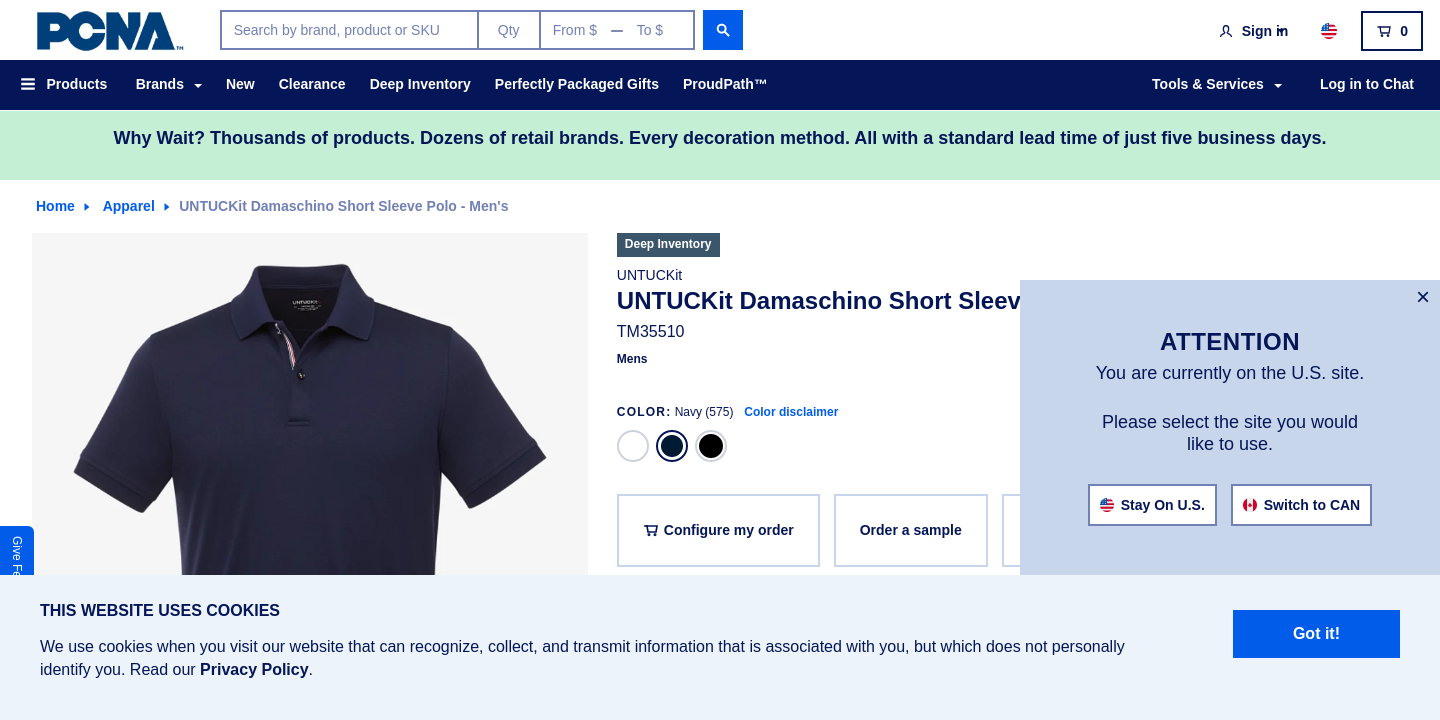 PCNA™
Search by brand, product or SKU
Qty
From $ — To $
Sign in
0
Products
Brands
New
Clearance
Deep Inventory
Perfectly Packaged Gifts
ProudPath™
Tools & Services
Log in to Chat
Why Wait? Thousands of products. Dozens of retail brands. Every decoration method. All with a standard lead time of just five business days.
Home
Apparel
UNTUCKit Damaschino Short Sleeve Polo - Men's
UNTUCKIT
Deep Inventory
UNTUCKit
UNTUCKit Damaschino Short Sleev
TM35510
Mens
COLOR: Navy (575) Color disclaimer
Configure my order
Order a sample
×
ATTENTION
You are currently on the U.S. site.
Please select the site you would
like to use.
Stay On U.S.
Switch to CAN
Give Fe
THIS WEBSITE USES COOKIES
We use cookies when you visit our website that can recognize, collect, and transmit information that is associated with you, but which does not personally
identify you. Read our Privacy Policy.
Got it!